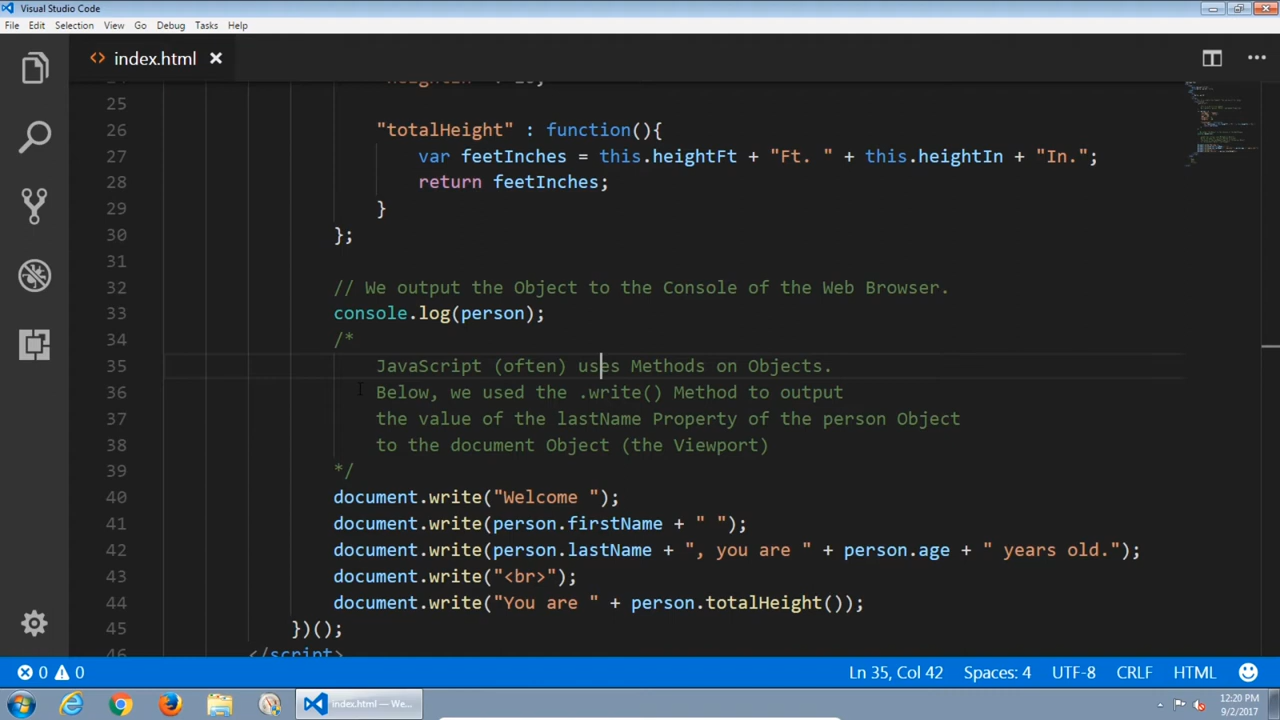 Visual Studio Code
File Edit Selection View Go Debug Tasks Help
index.html
25
26 "totalHeight" : function(){
27 var feetInches = this.heightFt + "Ft. " + this.heightIn + "In.";
28 return feetInches;
29 }
30 };
31
32 // We output the Object to the Console of the Web Browser.
33 console.log(person);
34 /*
35 JavaScript (often) uses Methods on Objects.
36 Below, we used the .write() Method to output
37 the value of the lastName Property of the person Object
38 to the document Object (the Viewport)
39 */
40 document.write("Welcome ");
41 document.write(person.firstName + " ");
42 document.write(person.lastName + ", you are " + person.age + " years old.");
43 document.write("<br>");
44 document.write("You are " + person.totalHeight());
45 })();
46 </script>
0 0 Ln 35, Col 42 Spaces: 4 UTF-8 CRLF HTML
index.html — We...
12:20 PM
9/2/2017